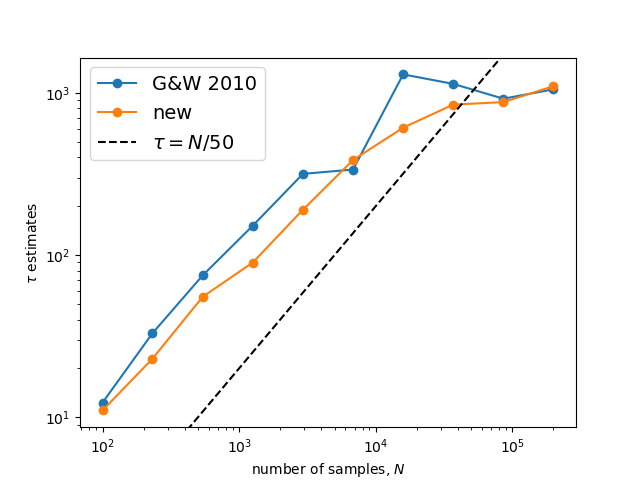 G&W 2010
new
τ = N/50
10³
10²
10¹
τ estimates
10² 10³ 10⁴ 10⁵
number of samples, N